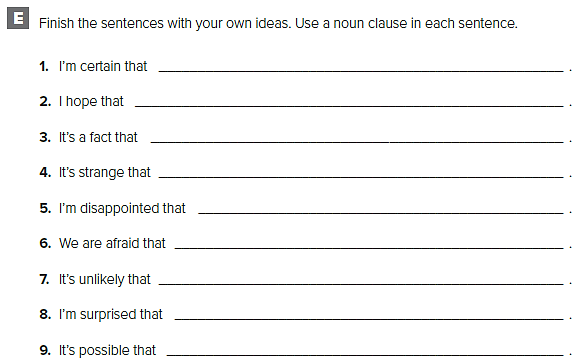 E Finish the sentences with your own ideas. Use a noun clause in each sentence.
1. I'm certain that ______________________________ .
2. I hope that ______________________________ .
3. It's a fact that ______________________________ .
4. It's strange that ______________________________ .
5. I'm disappointed that ______________________________ .
6. We are afraid that ______________________________ .
7. It's unlikely that ______________________________ .
8. I'm surprised that ______________________________ .
9. It's possible that ______________________________ .